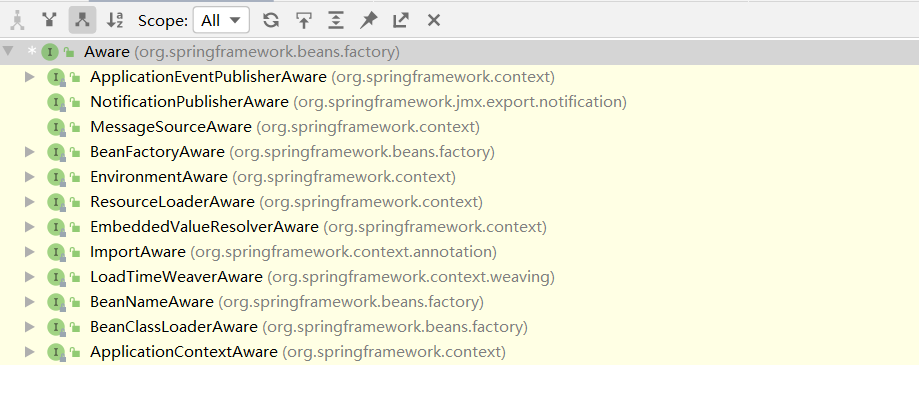 Scope: All
Aware (org.springframework.beans.factory)
ApplicationEventPublisherAware (org.springframework.context)
NotificationPublisherAware (org.springframework.jmx.export.notification)
MessageSourceAware (org.springframework.context)
BeanFactoryAware (org.springframework.beans.factory)
EnvironmentAware (org.springframework.context)
ResourceLoaderAware (org.springframework.context)
EmbeddedValueResolverAware (org.springframework.context)
ImportAware (org.springframework.context.annotation)
LoadTimeWeaverAware (org.springframework.context.weaving)
BeanNameAware (org.springframework.beans.factory)
BeanClassLoaderAware (org.springframework.beans.factory)
ApplicationContextAware (org.springframework.context)